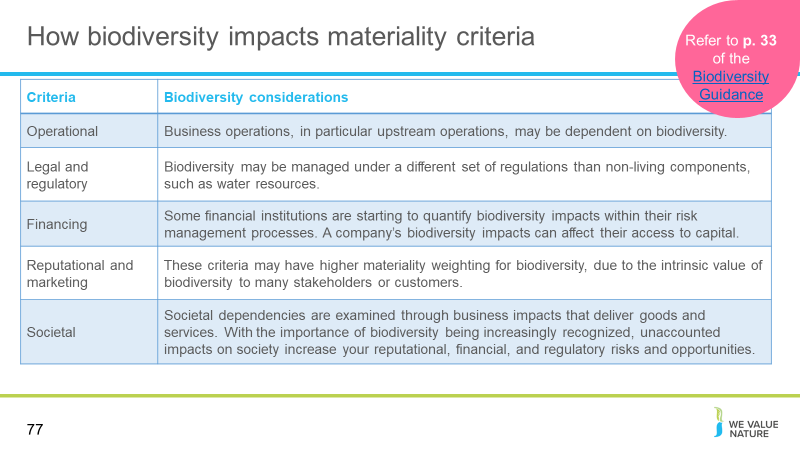 How biodiversity impacts materiality criteria
Refer to p. 33
of the
Biodiversity
Guidance
Criteria
Biodiversity considerations
Operational
Business operations, in particular upstream operations, may be dependent on biodiversity.
Legal and
regulatory
Biodiversity may be managed under a different set of regulations than non-living components,
such as water resources.
Financing
Some financial institutions are starting to quantify biodiversity impacts within their risk
management processes. A company's biodiversity impacts can affect their access to capital.
Reputational and
marketing
These criteria may have higher materiality weighting for biodiversity, due to the intrinsic value of
biodiversity to many stakeholders or customers.
Societal
Societal dependencies are examined through business impacts that deliver goods and
services. With the importance of biodiversity being increasingly recognized, unaccounted
impacts on society increase your reputational, financial, and regulatory risks and opportunities.
77
WE VALUE
NATURE